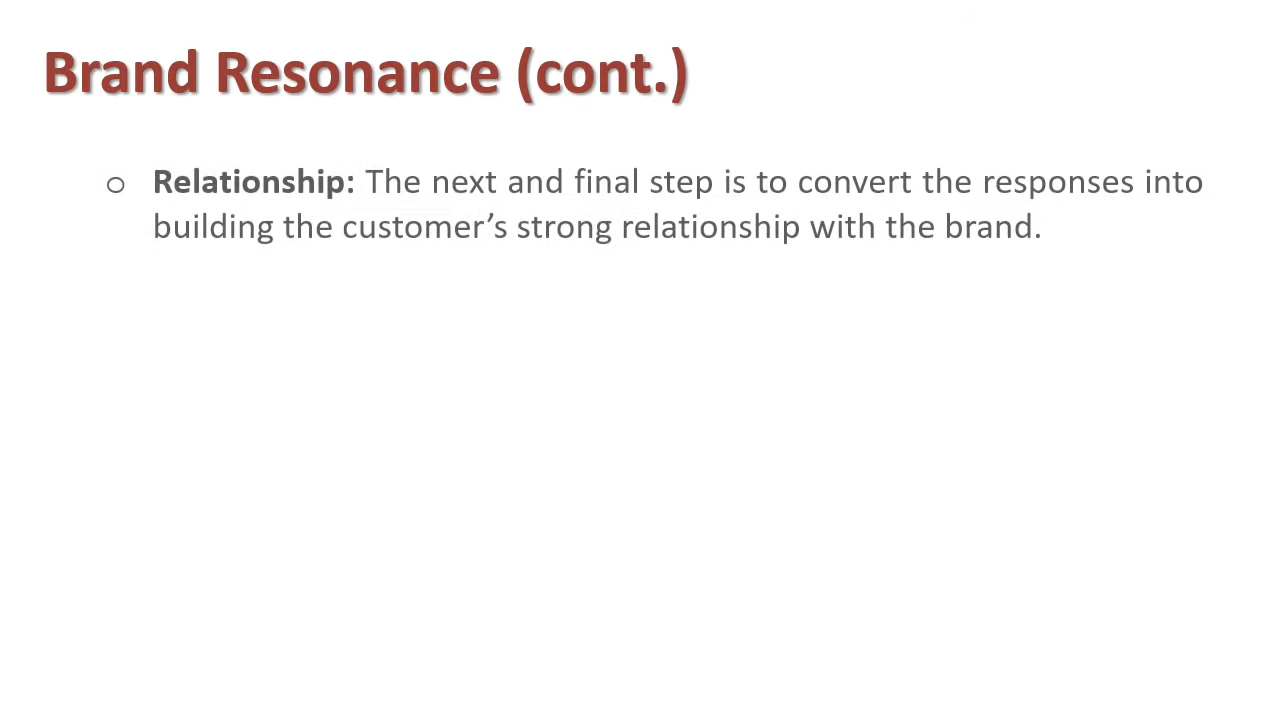 Brand Resonance (cont.)
o Relationship: The next and final step is to convert the responses into
building the customer’s strong relationship with the brand.